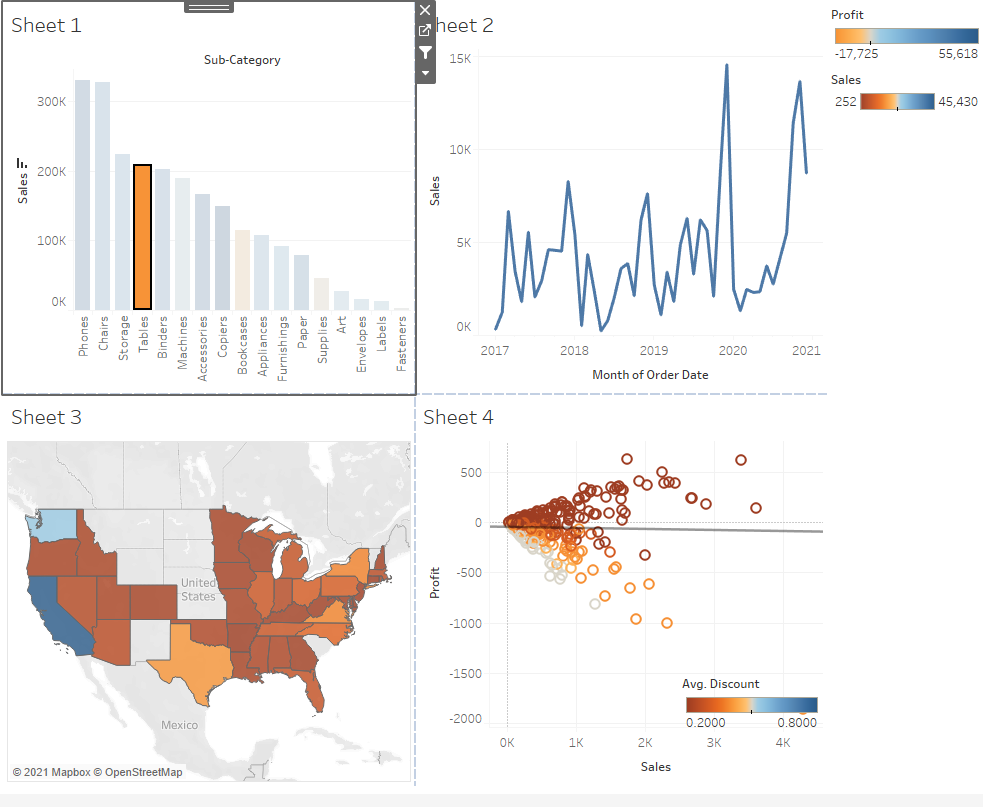 Sheet 1
Sub-Category
Sales
300K
200K
100K
0K
Phones
Chairs
Storage
Tables
Binders
Machines
Accessories
Copiers
Bookcases
Appliances
Furnishings
Paper
Supplies
Art
Envelopes
Labels
Fasteners
heet 2
Sales
15K
10K
5K
0K
2017 2018 2019 2020 2021
Month of Order Date
Profit
-17,725 55,618
Sales
252 45,430
Sheet 3
United
States
Mexico
© 2021 Mapbox © OpenStreetMap
Sheet 4
Profit
500
0
-500
-1000
-1500
-2000
Avg. Discount
0.2000 0.8000
0K 1K 2K 3K 4K
Sales